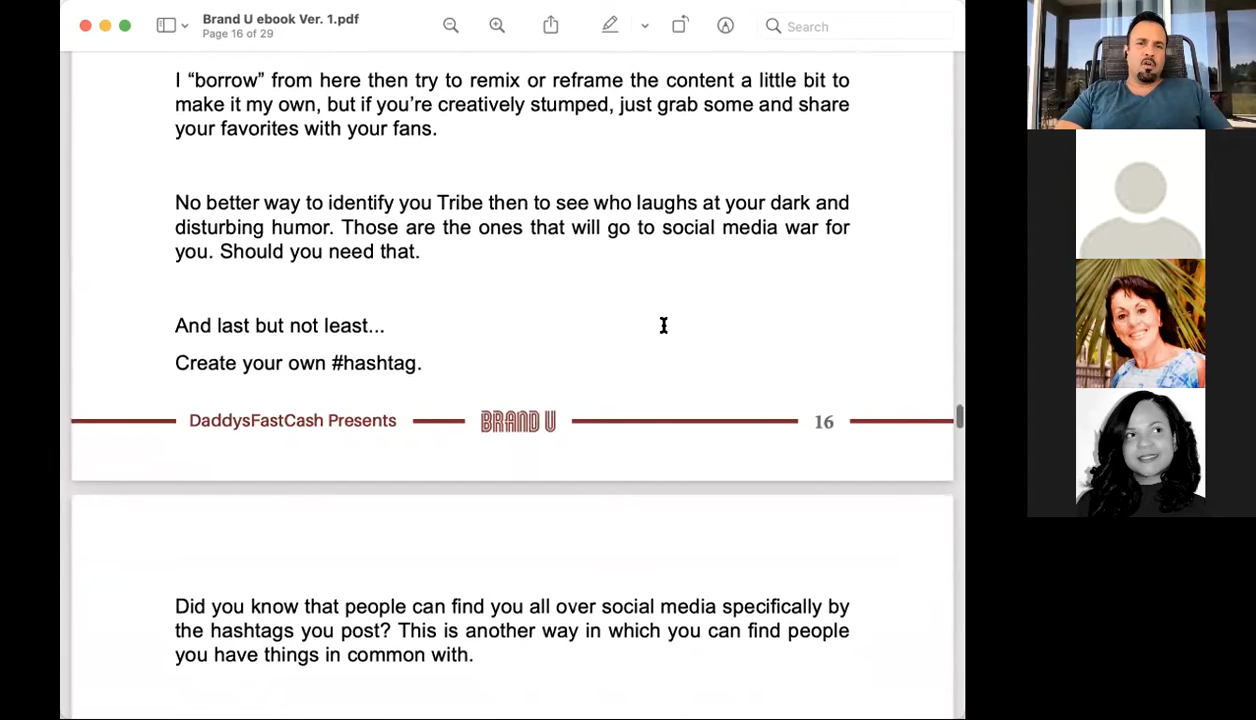 Brand U ebook Ver. 1.pdf
Page 16 of 29
Search
I “borrow” from here then try to remix or reframe the content a little bit to
make it my own, but if you’re creatively stumped, just grab some and share
your favorites with your fans.
No better way to identify you Tribe then to see who laughs at your dark and
disturbing humor. Those are the ones that will go to social media war for
you. Should you need that.
And last but not least...
Create your own #hashtag.
DaddysFastCash Presents BRAND U 16
Did you know that people can find you all over social media specifically by
the hashtags you post? This is another way in which you can find people
you have things in common with.